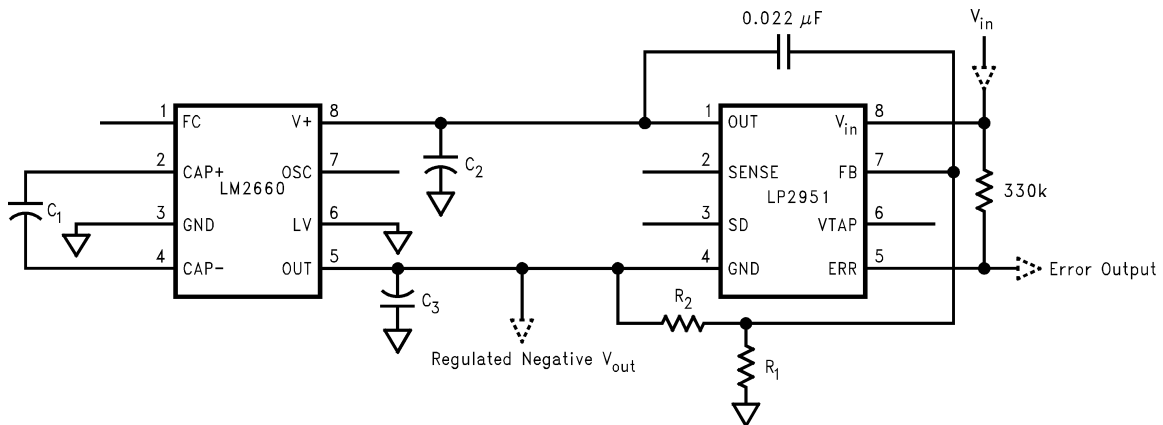 0.022 μF
V_in
1 FC
V+ 8
2 CAP+
OSC 7
LM2660
3 GND
LV 6
4 CAP-
OUT 5
C_1
C_2
C_3
1 OUT
V_in 8
2 SENSE
FB 7
LP2951
3 SD
VTAP 6
4 GND
ERR 5
330k
Error Output
R_2
R_1
Regulated Negative V_out